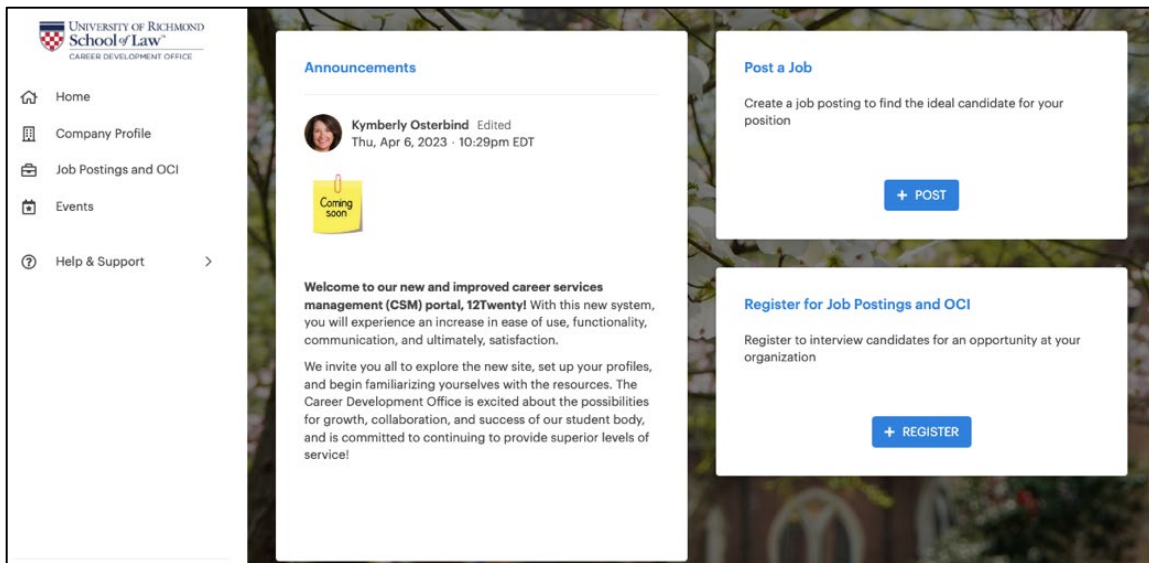 UNIVERSITY OF RICHMOND
School of Law™
CAREER DEVELOPMENT OFFICE
Home
Company Profile
Job Postings and OCI
Events
Help & Support
Announcements
Kymberly Osterbind Edited
Thu, Apr 6, 2023 · 10:29pm EDT
Coming
soon
Welcome to our new and improved career services
management (CSM) portal, 12Twenty! With this new system,
you will experience an increase in ease of use, functionality,
communication, and ultimately, satisfaction.
We invite you all to explore the new site, set up your profiles,
and begin familiarizing yourselves with the resources. The
Career Development Office is excited about the possibilities
for growth, collaboration, and success of our student body,
and is committed to continuing to provide superior levels of
service!
Post a Job
Create a job posting to find the ideal candidate for your
position
+ POST
Register for Job Postings and OCI
Register to interview candidates for an opportunity at your
organization
+ REGISTER